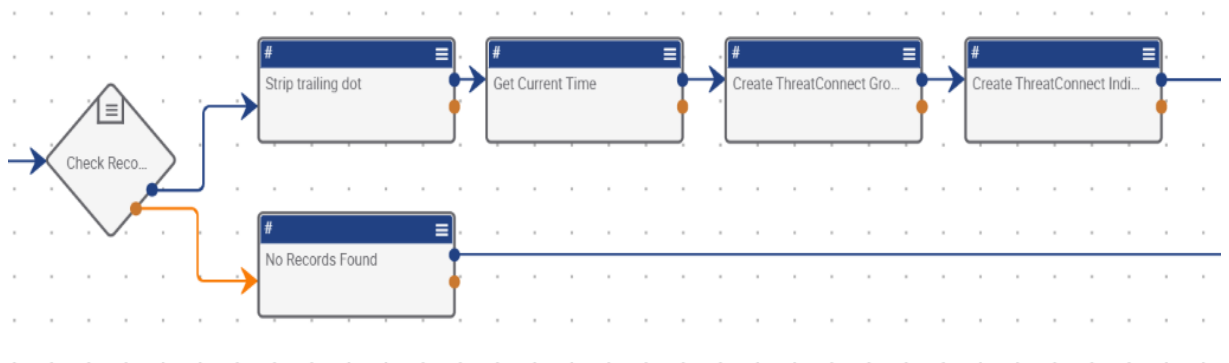 # # # #
Strip trailing dot Get Current Time Create ThreatConnect Gro... Create ThreatConnect Indi...
Check Reco...
#
No Records Found